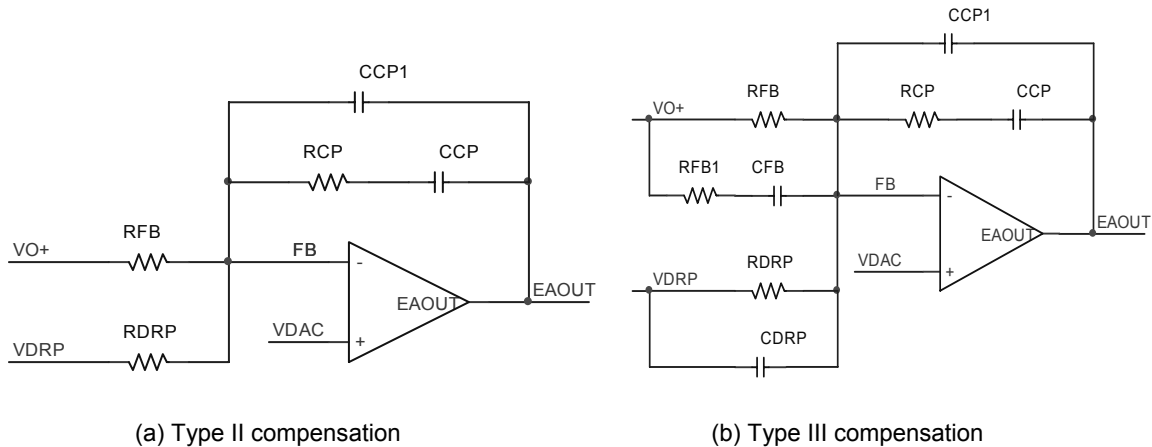 CCP1
RCP
CCP
RFB
VO+
FB
-
EAOUT
EAOUT
RDRP
VDAC
+
VDRP
(a) Type II compensation
CCP1
RFB
RCP
CCP
VO+
RFB1
CFB
FB
-
EAOUT
EAOUT
RDRP
VDAC
+
VDRP
CDRP
(b) Type III compensation